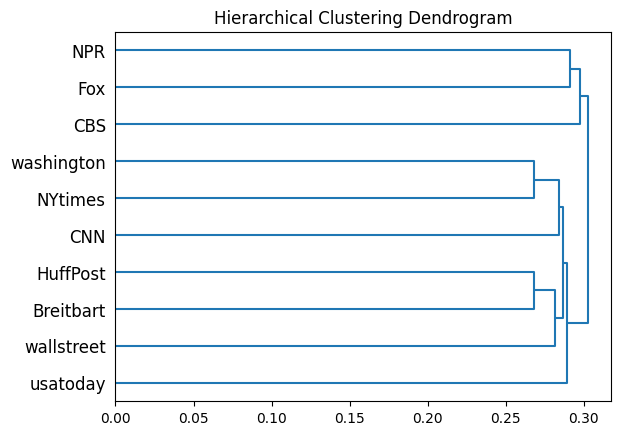 Hierarchical Clustering Dendrogram
NPR
Fox
CBS
washington
NYtimes
CNN
HuffPost
Breitbart
wallstreet
usatoday
0.00 0.05 0.10 0.15 0.20 0.25 0.30